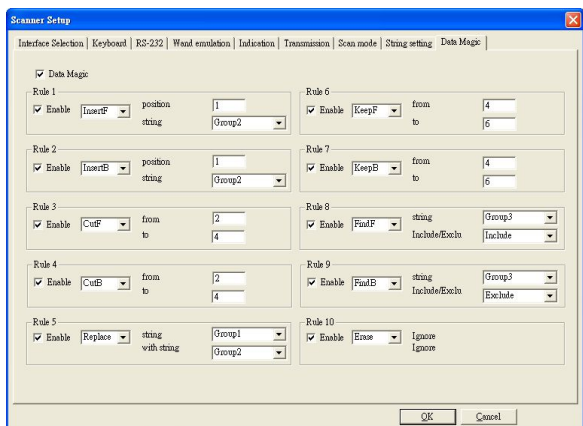 Scanner Setup
Interface Selection Keyboard RS-232 Wand emulation Indication Transmission Scan mode String setting Data Magic
Data Magic
Rule 1
Enable InsertF position 1
string Group2
Rule 2
Enable InsertB position 1
string Group2
Rule 3
Enable CutF from 2
to 4
Rule 4
Enable CutB from 2
to 4
Rule 5
Enable Replace string Group1
with string Group2
Rule 6
Enable KeepF from 4
to 6
Rule 7
Enable KeepB from 4
to 6
Rule 8
Enable FindF string Group3
Include/Exclu Include
Rule 9
Enable FindB string Group3
Include/Exclu Exclude
Rule 10
Enable Erase Ignore
Ignore
OK Cancel